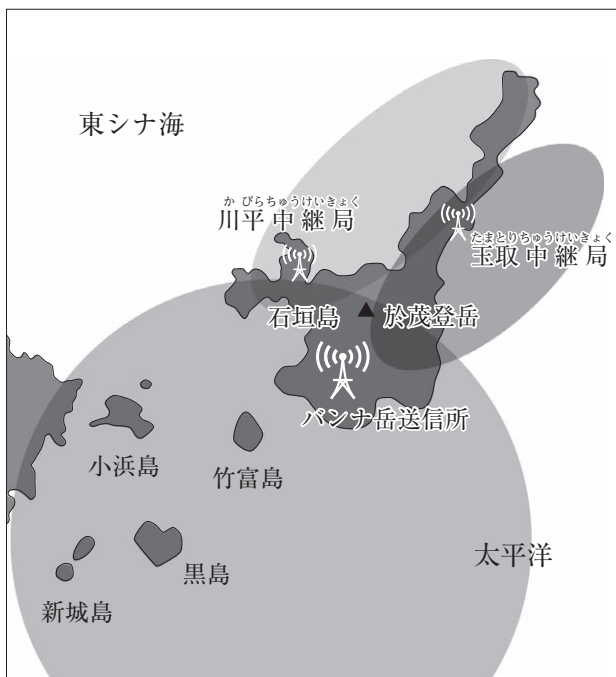 東シナ海
かびらちゅうけいきょく
川平中継局
たまとりちゅうけいきょく
玉取中継局
石垣島
於茂登岳
バンナ岳送信所
小浜島
竹富島
太平洋
黒島
新城島